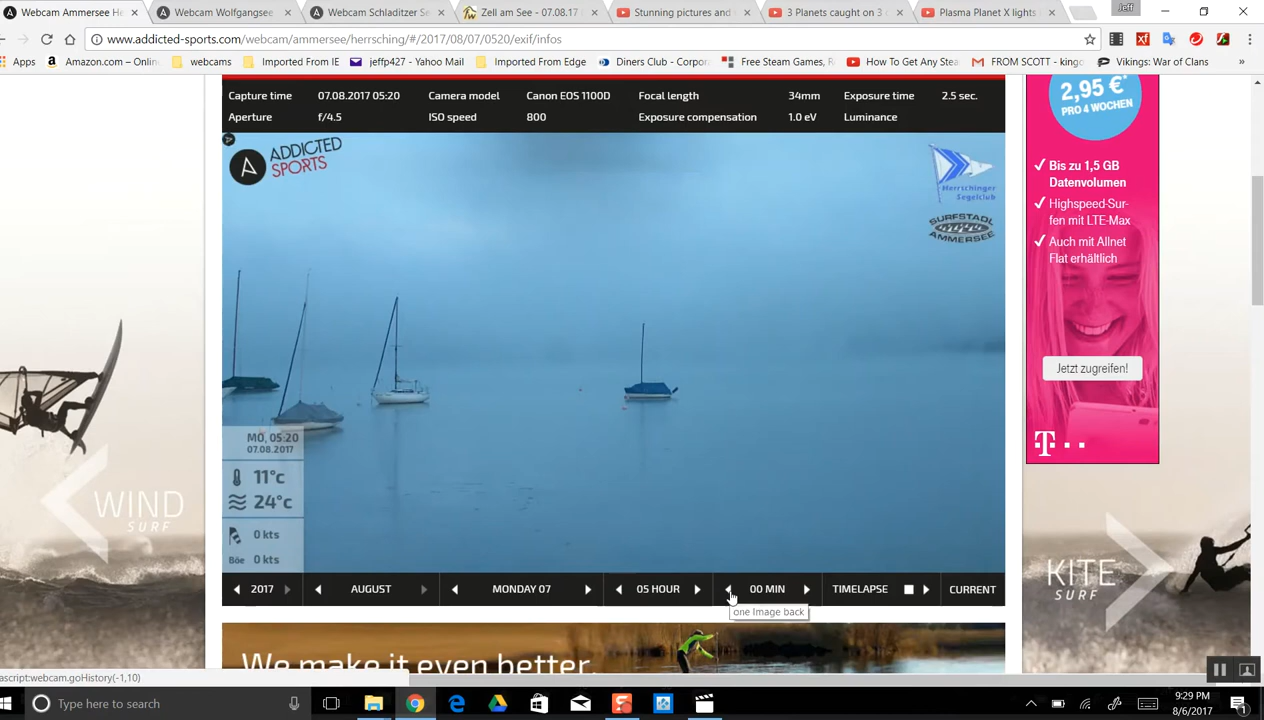 Webcam Ammersee He
Webcam Wolfgangsee
Webcam Schladitzer Se
Zell am See - 07.08.17
Stunning pictures and
3 Planets caught on 3
Plasma Planet X lights
Jeff
www.addicted-sports.com/webcam/ammersee/herrsching/#/2017/08/07/0520/exif/infos
Apps
Amazon.com – Onlin
webcams
Imported From IE
jeffp427 - Yahoo Mail
Imported From Edge
Diners Club - Corpor
Free Steam Games,
How To Get Any Stea
FROM SCOTT - kingo
Vikings: War of Clans
»
Capture time 07.08.2017 05:20 Camera model Canon EOS 1100D Focal length 34mm Exposure time 2.5 sec.
Aperture f/4.5 ISO speed 800 Exposure compensation 1.0 eV Luminance
ADDICTED
SPORTS
Herrschinger
Segelclub
SURFSTADL
AMMERSEE
MO, 05:20
07.08.2017
11°c
24°c
0 kts
Böe 0 kts
2017
AUGUST
MONDAY 07
05 HOUR
00 MIN
TIMELAPSE
CURRENT
one Image back
We make it even better.
WIND
SURF
KITE
SURF
2,95 €*
PRO 4 WOCHEN
Bis zu 1,5 GB
Datenvolumen
Highspeed-Sur-
fen mit LTE-Max
Auch mit Allnet
Flat erhältlich
Jetzt zugreifen!
T
ascript:webcam.goHistory(-1,10)
Type here to search
9:29 PM
8/6/2017
1